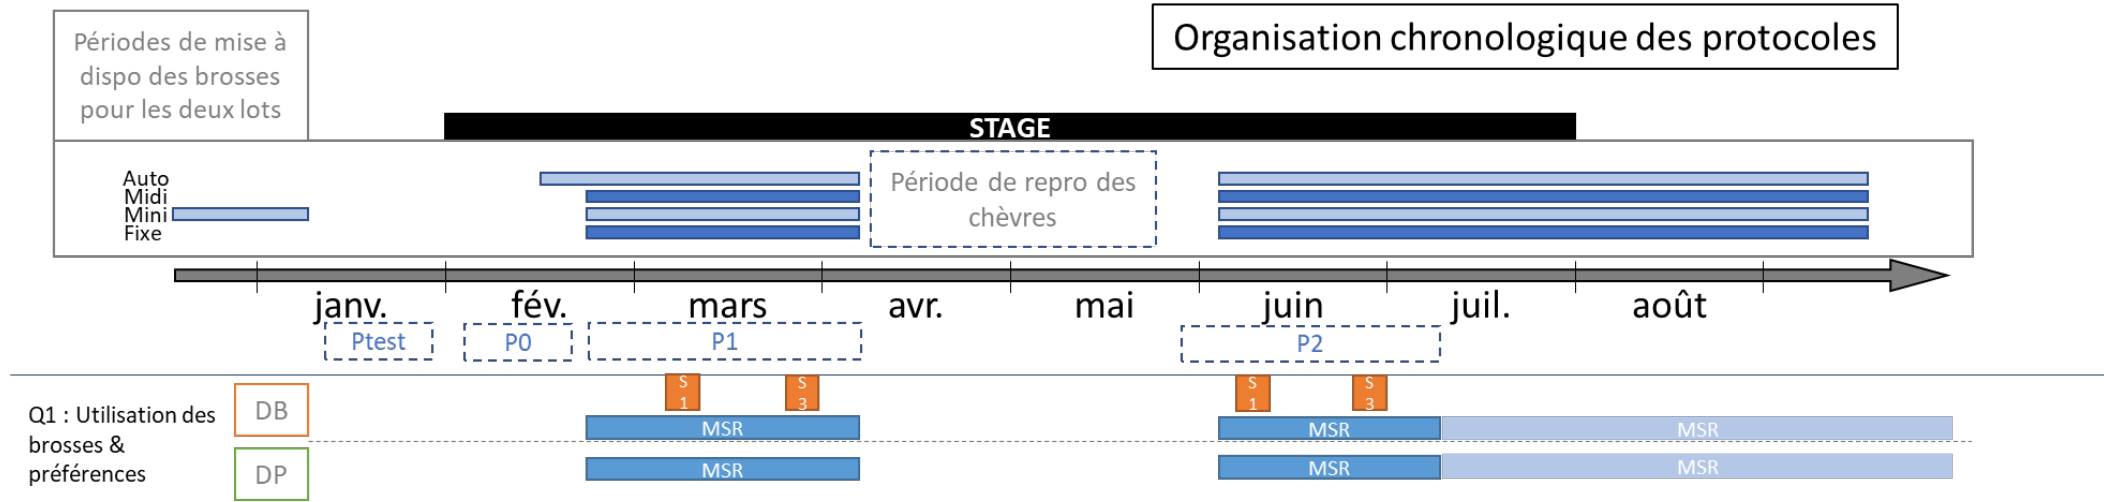 Périodes de mise à
dispo des brosses
pour les deux lots
Organisation chronologique des protocoles
STAGE
Auto
Midi
Mini
Fixe
Période de repro des
chèvres
janv.
fév.
mars
avr.
mai
juin
juil.
août
Ptest
P0
P1
P2
Q1 : Utilisation des
brosses &
préférences
DB
S
1
S
3
S
1
S
3
MSR
MSR
MSR
DP
MSR
MSR
MSR